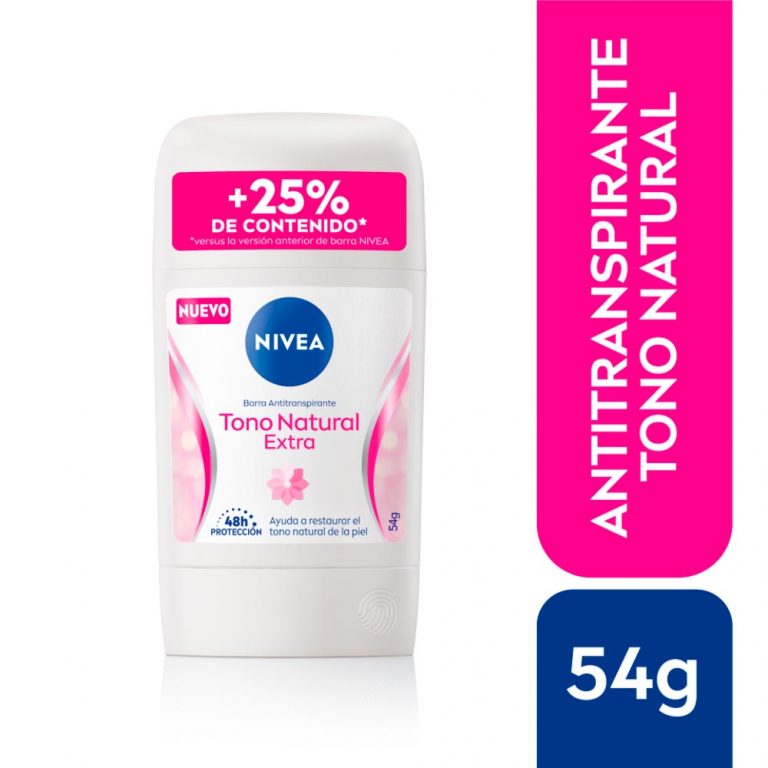 +25%
DE CONTENIDO*
*versus la versión anterior de barra NIVEA
NUEVO
NIVEA
Barra Antitranspirante
Tono Natural
Extra
48h
PROTECCIÓN
Ayuda a restaurar el
tono natural de la piel
54g
ANTITRANSPIRANTE
TONO NATURAL
54g